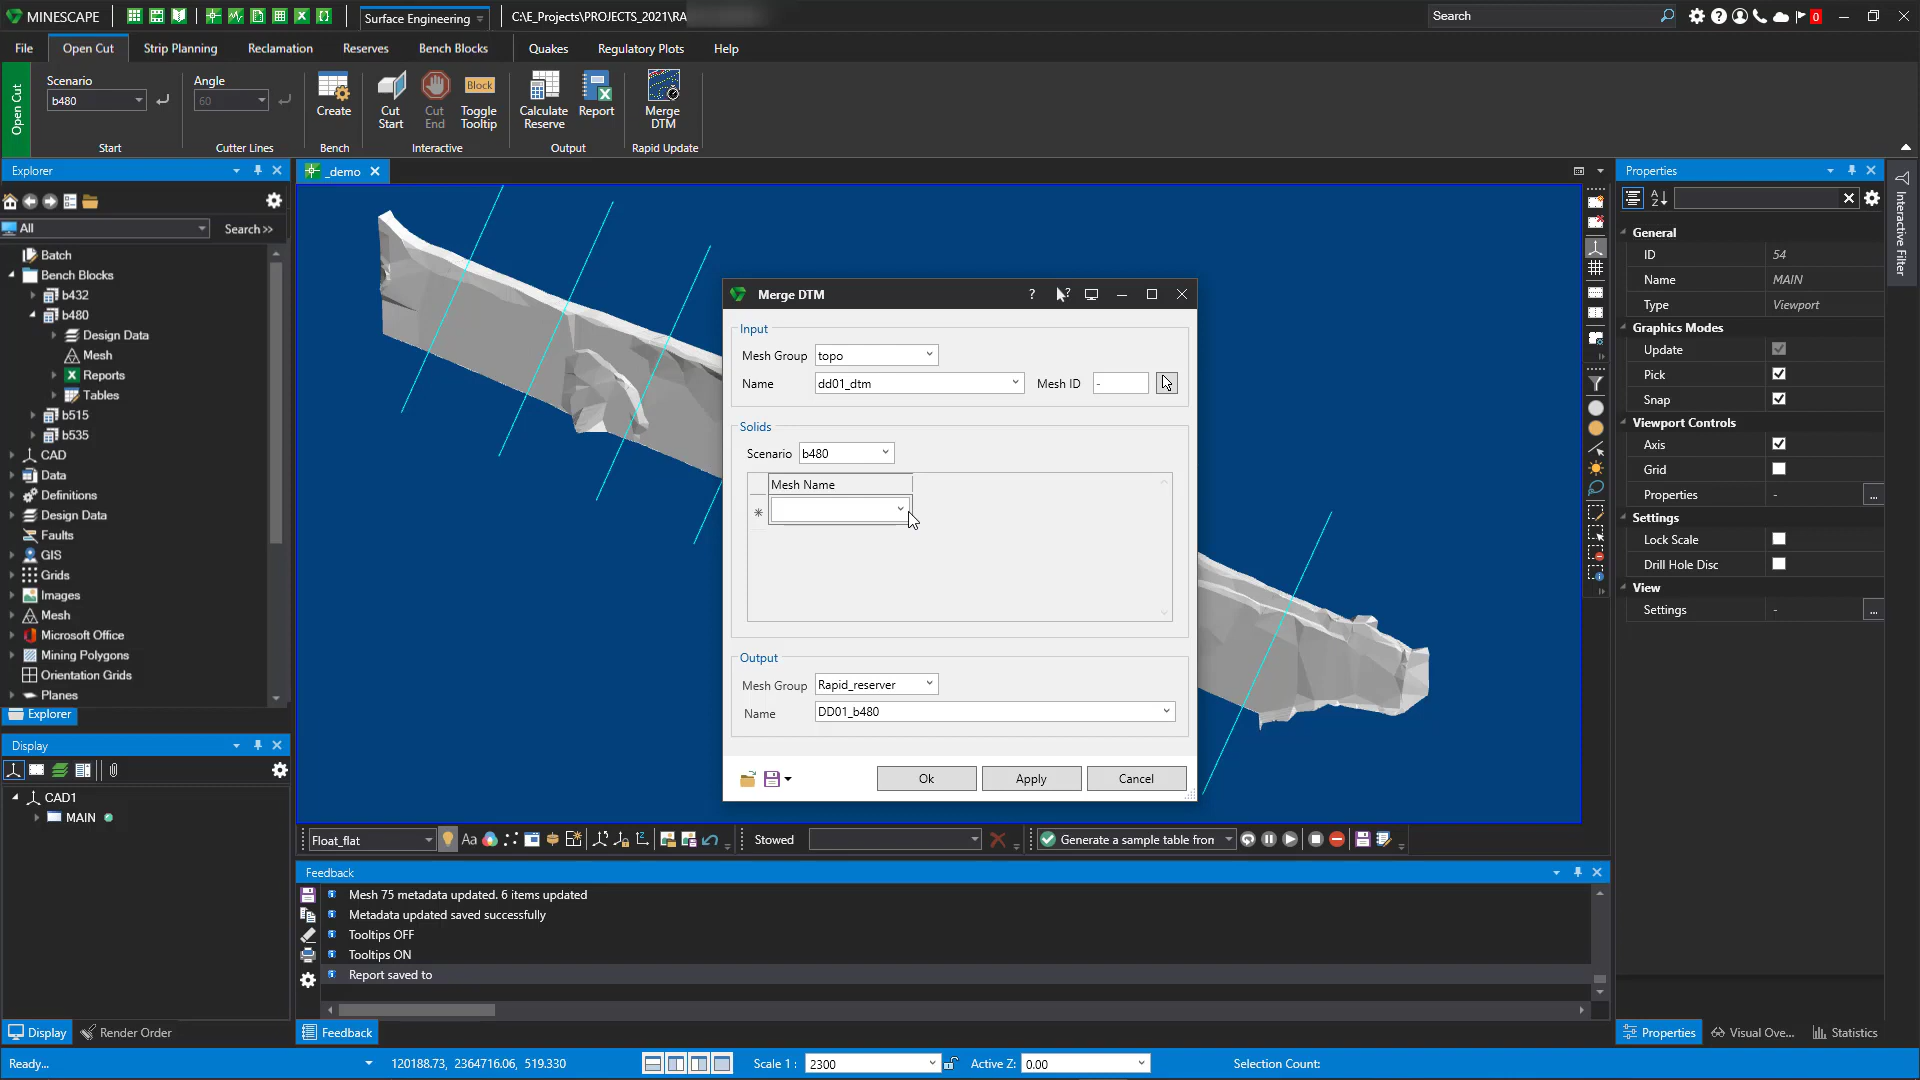 MINESCAPE
Surface Engineering
C:\E_Projects\PROJECTS_2021\RA
Search
0
File
Open Cut
Strip Planning
Reclamation
Reserves
Bench Blocks
Quakes
Regulatory Plots
Help
Open Cut
Scenario
b480
Start
Angle
60
Cutter Lines
Create
Bench
Cut Start
Cut End
Block
Toggle Tooltip
Interactive
Calculate Reserve
Report
Output
Merge DTM
Rapid Update
Explorer
All
Search>>
Batch
Bench Blocks
b432
b480
Design Data
Mesh
Reports
Tables
b515
b535
CAD
Data
Definitions
Design Data
Faults
GIS
Grids
Images
Mesh
Microsoft Office
Mining Polygons
Orientation Grids
Planes
Explorer
Display
CAD1
MAIN
Display
Render Order
_demo
Merge DTM
?
Input
Mesh Group
topo
Name
dd01_dtm
Mesh ID
-
Solids
Scenario
b480
Mesh Name
Output
Mesh Group
Rapid_reserver
Name
DD01_b480
Ok
Apply
Cancel
Float_flat
Aa
Stowed
Generate a sample table fron
Feedback
Mesh 75 metadata updated. 6 items updated
Metadata updated saved successfully
Tooltips OFF
Tooltips ON
Report saved to
Feedback
Properties
General
ID 54
Name MAIN
Type Viewport
Graphics Modes
Update
Pick
Snap
Viewport Controls
Axis
Grid
Properties - ...
Settings
Lock Scale
Drill Hole Disc
View
Settings - ...
Interactive Filter
Properties
Visual Ove...
Statistics
Ready...
120188.73, 2364716.06, 519.330
Scale 1 :
2300
Active Z:
0.00
Selection Count: